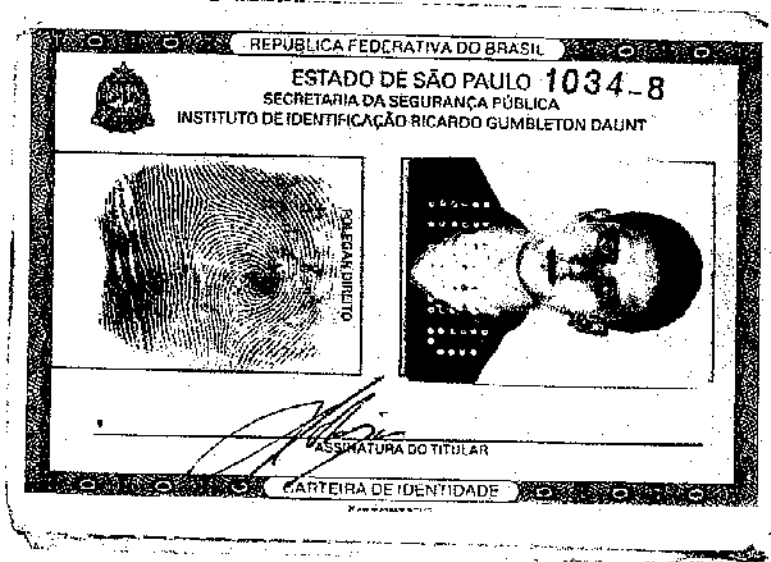 REPÚBLICA FEDERATIVA DO BRASIL
ESTADO DE SÃO PAULO 1034-8
SECRETARIA DA SEGURANÇA PÚBLICA
INSTITUTO DE IDENTIFICAÇÃO RICARDO GUMBLETON DAUNT
POLEGAR DIREITO
ASSINATURA DO TITULAR
CARTEIRA DE IDENTIDADE